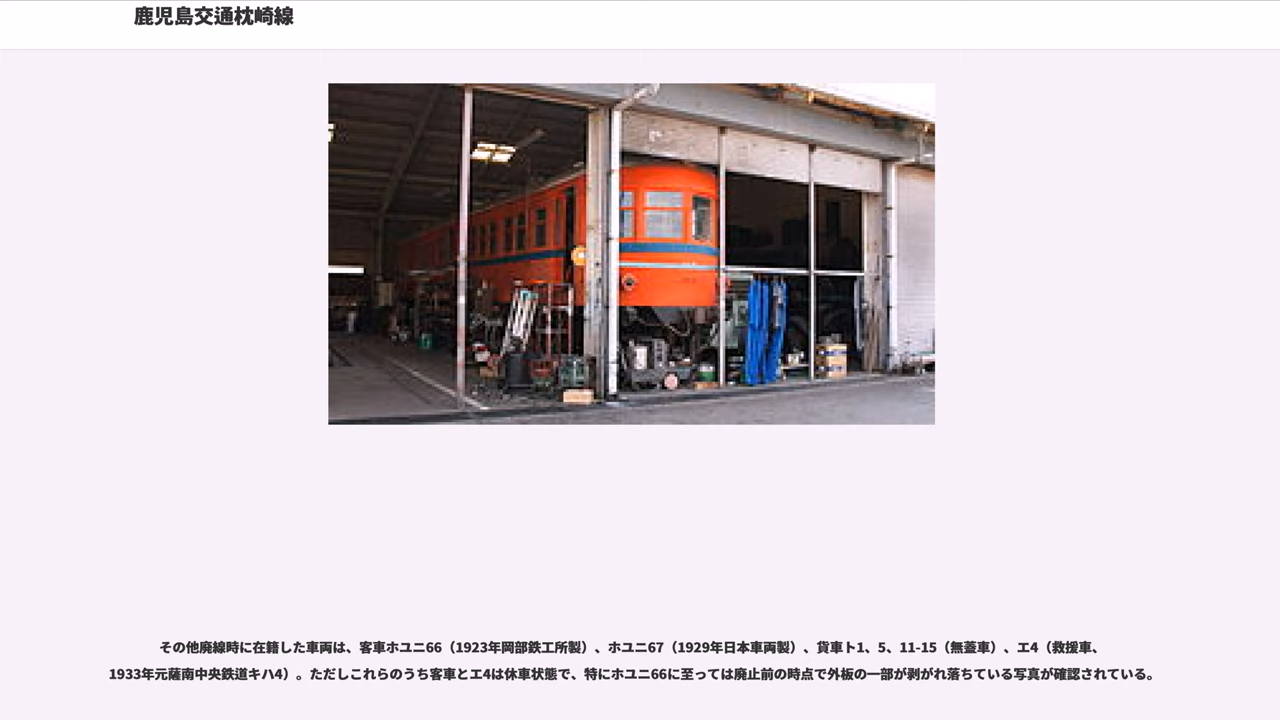 鹿児島交通枕崎線
その他廃線時に在籍した車両は、客車ホユニ66（1923年岡部鉄工所製）、ホユニ67（1929年日本車両製）、貨車ト1、5、11-15（無蓋車）、エ4（救援車、
1933年元薩南中央鉄道キハ4）。ただしこれらのうち客車とエ4は休車状態で、特にホユニ66に至っては廃止前の時点で外板の一部が剥がれ落ちている写真が確認されている。